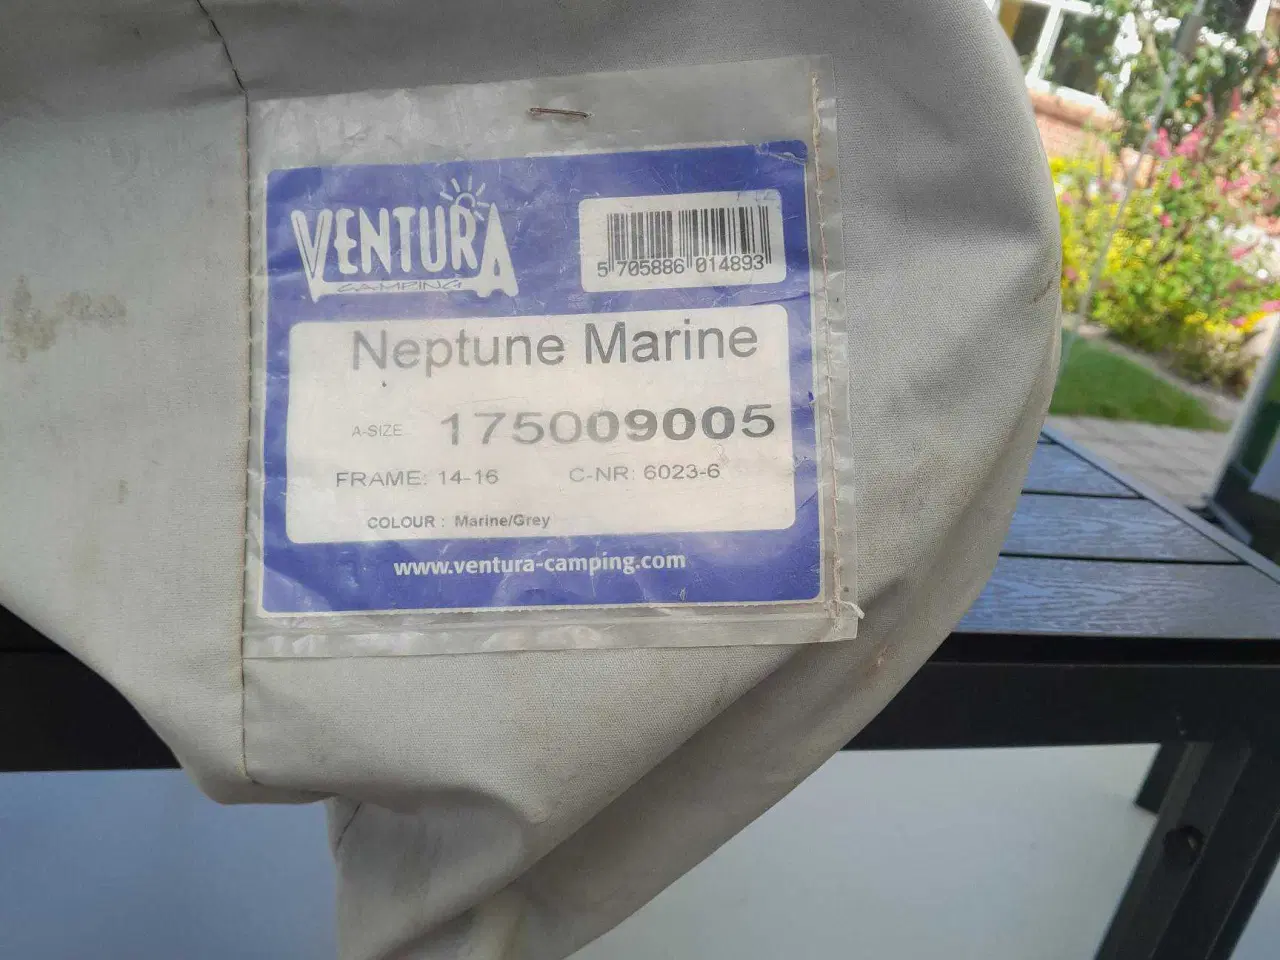 VENTURA
CAMPING
5 705886 014893
Neptune Marine
A-SIZE 175009005
FRAME: 14-16 C-NR: 6023-6
COLOUR : Marine/Grey
www.ventura-camping.com